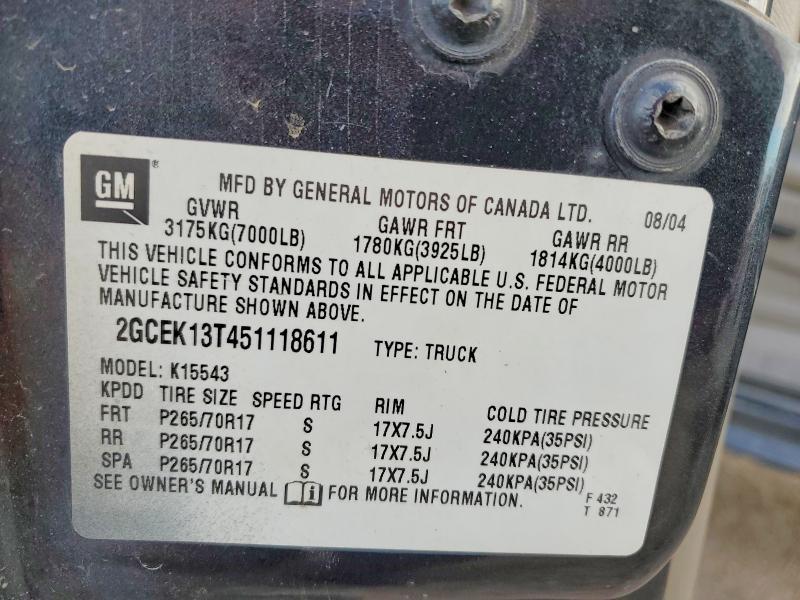 GM ®
MFD BY GENERAL MOTORS OF CANADA LTD. 08/04
GVWR GAWR FRT GAWR RR
3175KG(7000LB) 1780KG(3925LB) 1814KG(4000LB)
THIS VEHICLE CONFORMS TO ALL APPLICABLE U.S. FEDERAL MOTOR
VEHICLE SAFETY STANDARDS IN EFFECT ON THE DATE OF
MANUFACTURE SHOWN ABOVE.
2GCEK13T451118611 TYPE: TRUCK
MODEL: K15543
KPDD TIRE SIZE SPEED RTG RIM COLD TIRE PRESSURE
FRT P265/70R17 S 17X7.5J 240KPA(35PSI)
RR P265/70R17 S 17X7.5J 240KPA(35PSI)
SPA P265/70R17 S 17X7.5J 240KPA(35PSI)
SEE OWNER'S MANUAL i FOR MORE INFORMATION.
F 432
T 871